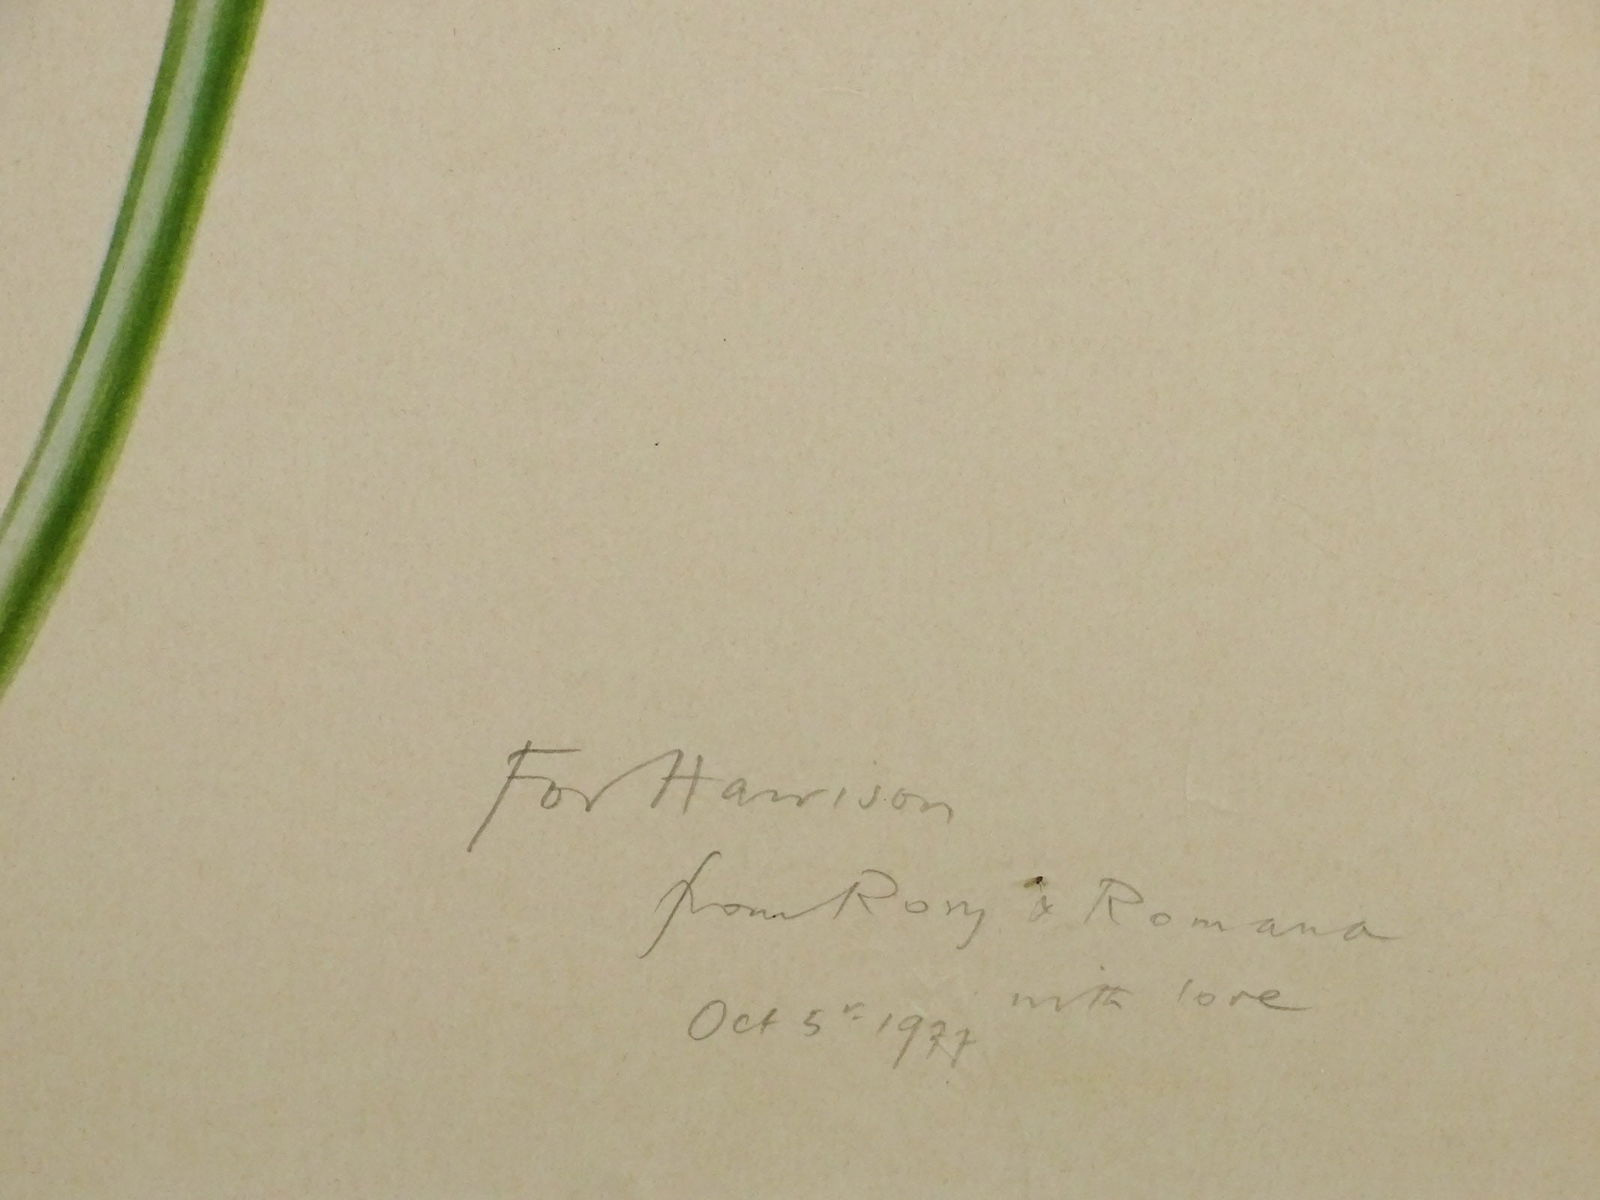 For Harrison
from Rory & Romana
with love
Oct 5th 1977